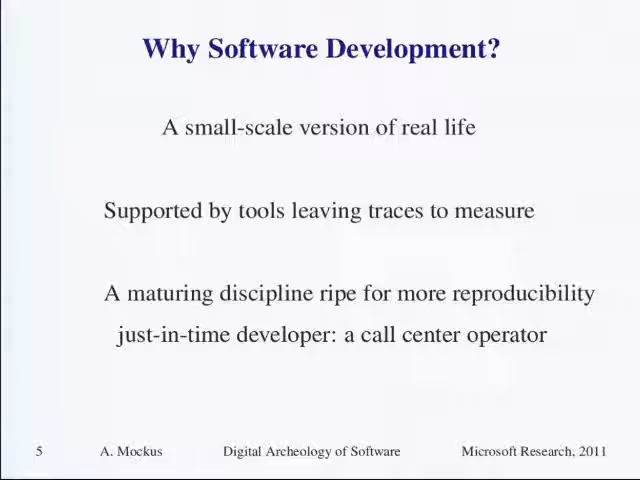 Why Software Development?
A small-scale version of real life
Supported by tools leaving traces to measure
A maturing discipline ripe for more reproducibility
just-in-time developer: a call center operator
5 A. Mockus Digital Archeology of Software Microsoft Research, 2011